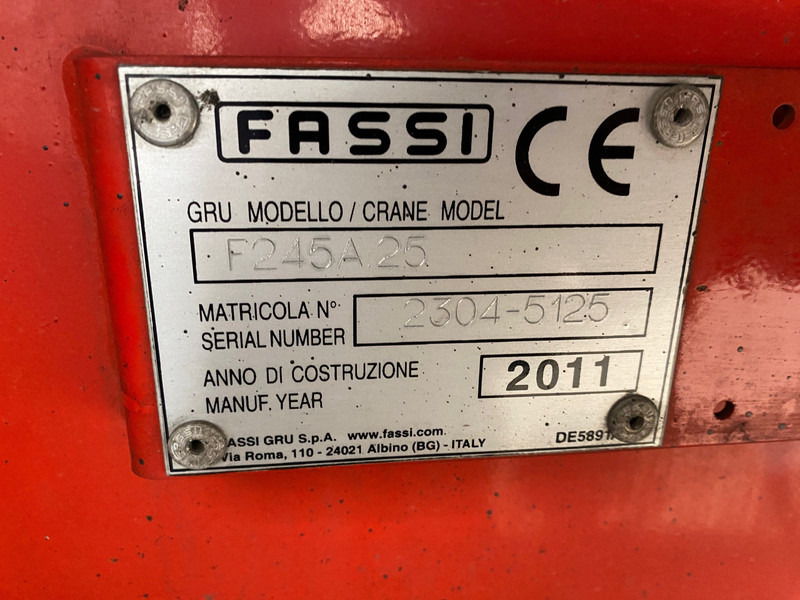 FASSI CE
GRU MODELLO / CRANE MODEL
F245A.25
MATRICOLA N° 2304-5125
SERIAL NUMBER
ANNO DI COSTRUZIONE 2011
MANUF. YEAR
FASSI GRU S.p.A. www.fassi.com
Via Roma, 110 - 24021 Albino (BG) - ITALY